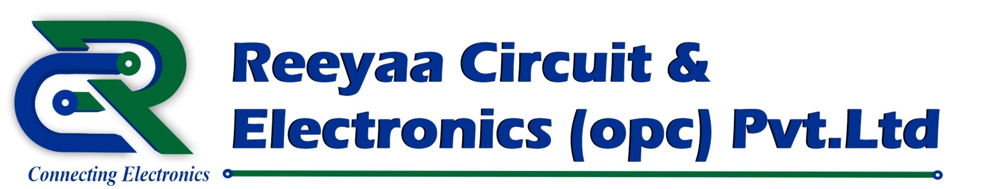 Reeyaa Circuit &
Electronics (opc) Pvt.Ltd
Connecting Electronics